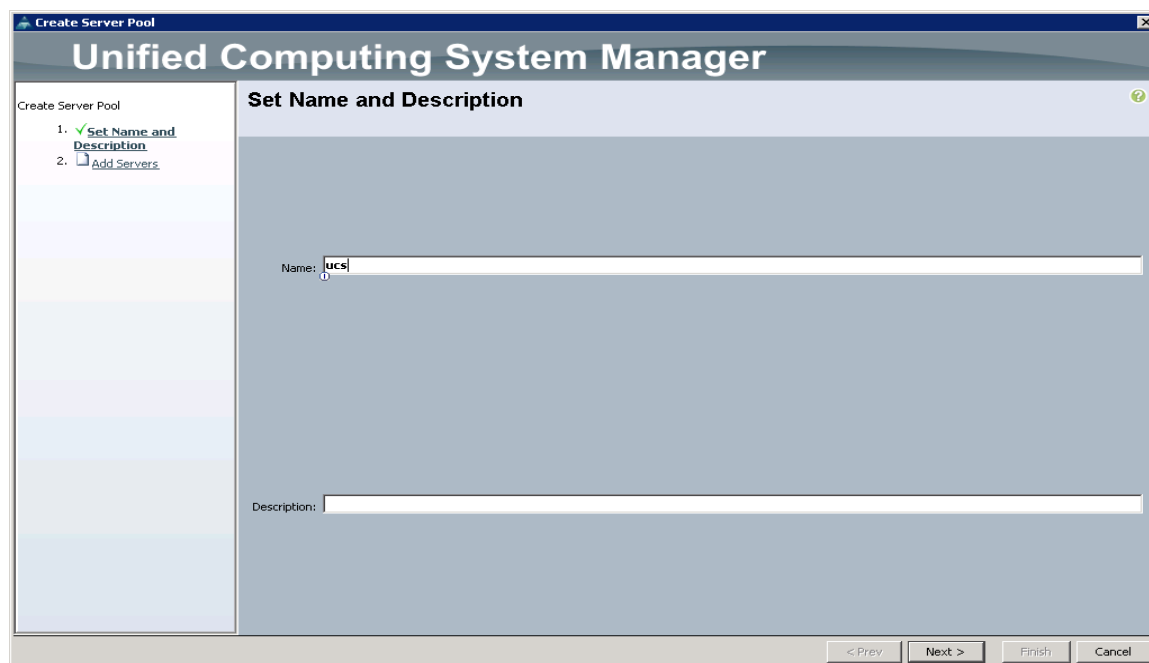 Create Server Pool
Unified Computing System Manager
Create Server Pool
1. Set Name and
Description
2. Add Servers
Set Name and Description
Name: ucs
Description:
< Prev
Next >
Finish
Cancel